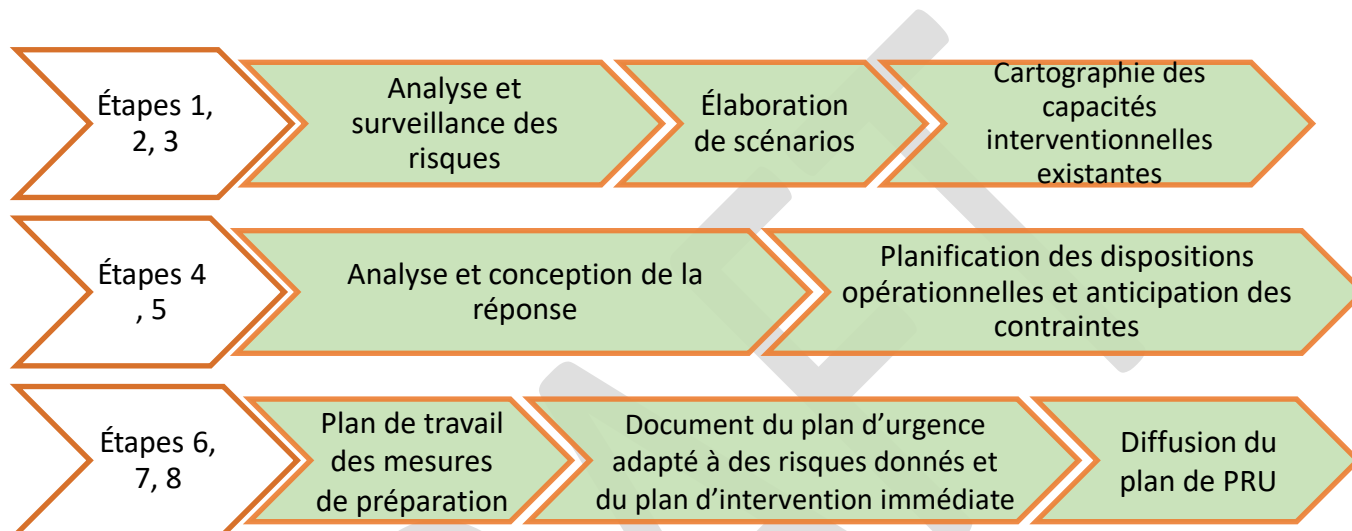 Étapes 1,
2, 3
Analyse et
surveillance des
risques
Élaboration
de scénarios
Cartographie des
capacités
interventionnelles
existantes
Étapes 4
, 5
Analyse et conception de la
réponse
Planification des dispositions
opérationnelles et anticipation des
contraintes
Étapes 6,
7, 8
Plan de travail
des mesures
de préparation
Document du plan d’urgence
adapté à des risques donnés et
du plan d’intervention immédiate
Diffusion du
plan de PRU